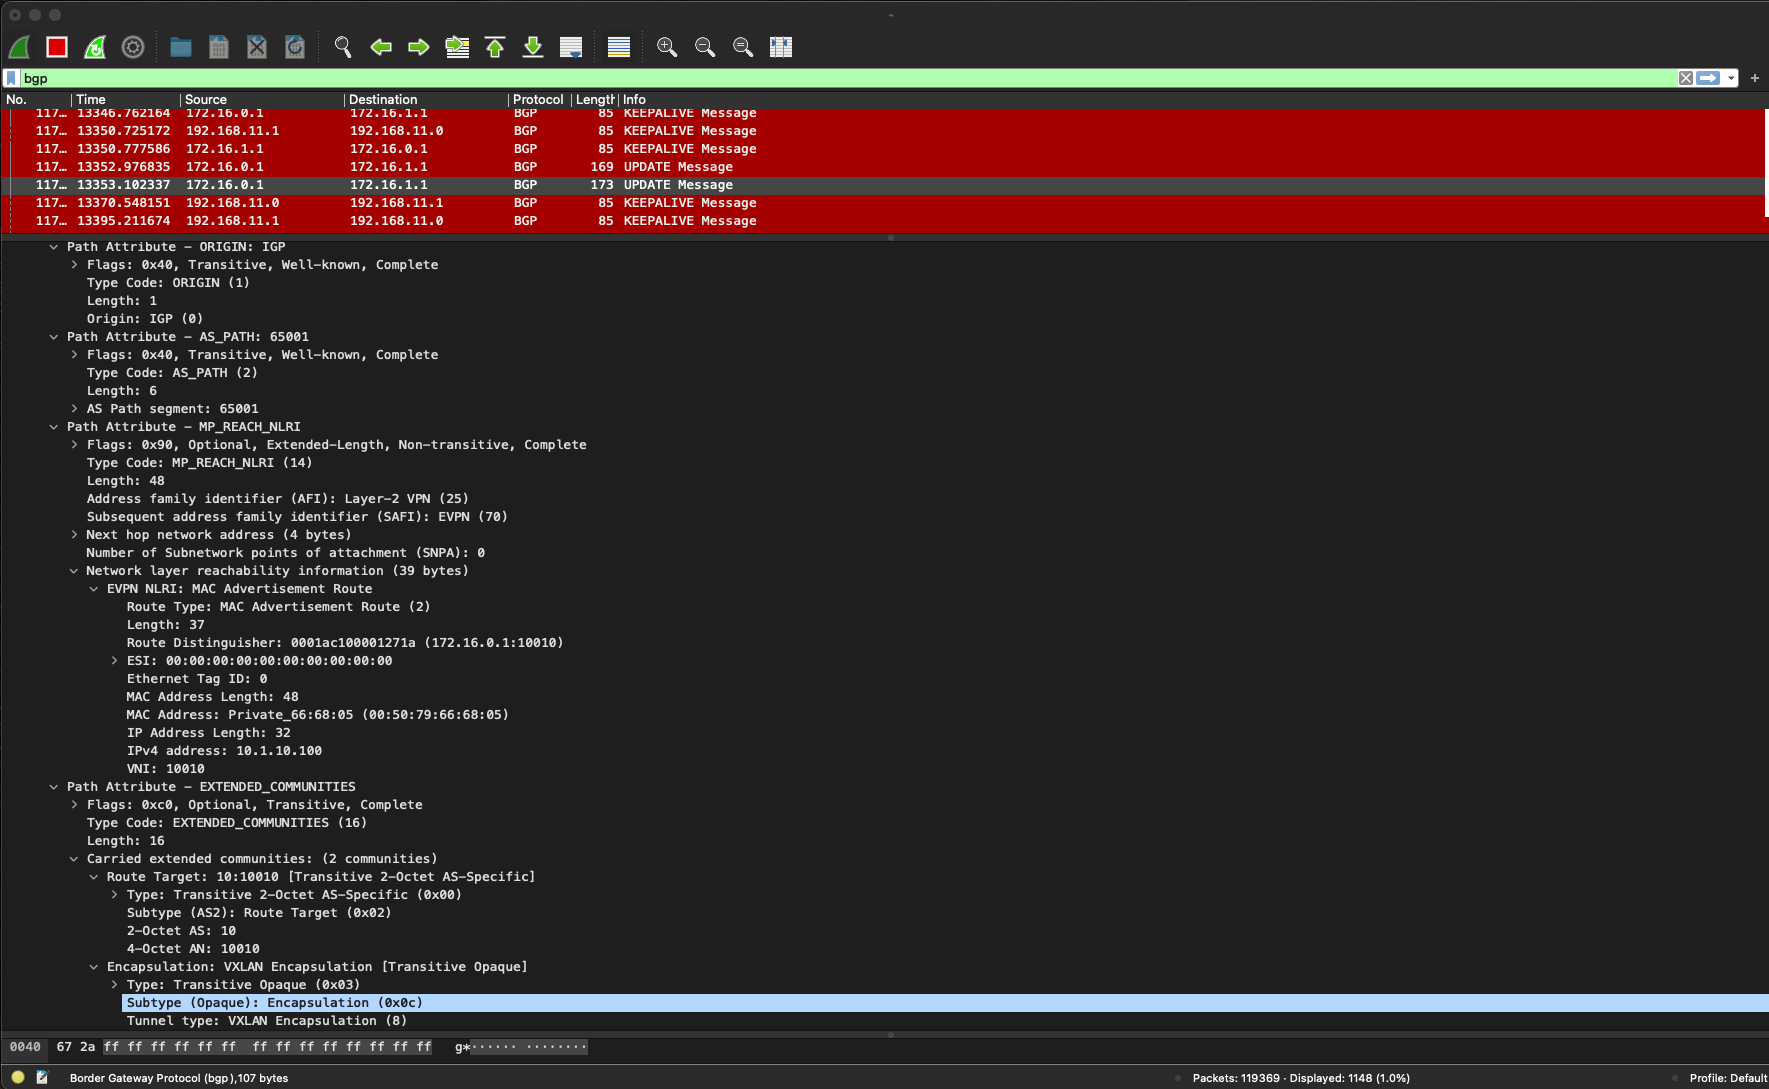 bgp
No. Time Source Destination Protocol Length Info
117… 13346.762164 172.16.0.1 172.16.1.1 BGP 85 KEEPALIVE Message
117… 13350.725172 192.168.11.1 192.168.11.0 BGP 85 KEEPALIVE Message
117… 13350.777586 172.16.1.1 172.16.0.1 BGP 85 KEEPALIVE Message
117… 13352.976835 172.16.0.1 172.16.1.1 BGP 169 UPDATE Message
117… 13353.102337 172.16.0.1 172.16.1.1 BGP 173 UPDATE Message
117… 13370.548151 192.168.11.0 192.168.11.1 BGP 85 KEEPALIVE Message
117… 13395.211674 192.168.11.1 192.168.11.0 BGP 85 KEEPALIVE Message
Path Attribute – ORIGIN: IGP
Flags: 0x40, Transitive, Well-known, Complete
Type Code: ORIGIN (1)
Length: 1
Origin: IGP (0)
Path Attribute – AS_PATH: 65001
Flags: 0x40, Transitive, Well-known, Complete
Type Code: AS_PATH (2)
Length: 6
AS Path segment: 65001
Path Attribute – MP_REACH_NLRI
Flags: 0x90, Optional, Extended-Length, Non-transitive, Complete
Type Code: MP_REACH_NLRI (14)
Length: 48
Address family identifier (AFI): Layer-2 VPN (25)
Subsequent address family identifier (SAFI): EVPN (70)
Next hop network address (4 bytes)
Number of Subnetwork points of attachment (SNPA): 0
Network layer reachability information (39 bytes)
EVPN NLRI: MAC Advertisement Route
Route Type: MAC Advertisement Route (2)
Length: 37
Route Distinguisher: 0001ac100001271a (172.16.0.1:10010)
ESI: 00:00:00:00:00:00:00:00:00:00
Ethernet Tag ID: 0
MAC Address Length: 48
MAC Address: Private_66:68:05 (00:50:79:66:68:05)
IP Address Length: 32
IPv4 address: 10.1.10.100
VNI: 10010
Path Attribute – EXTENDED_COMMUNITIES
Flags: 0xc0, Optional, Transitive, Complete
Type Code: EXTENDED_COMMUNITIES (16)
Length: 16
Carried extended communities: (2 communities)
Route Target: 10:10010 [Transitive 2-Octet AS-Specific]
Type: Transitive 2-Octet AS-Specific (0x00)
Subtype (AS2): Route Target (0x02)
2-Octet AS: 10
4-Octet AN: 10010
Encapsulation: VXLAN Encapsulation [Transitive Opaque]
Type: Transitive Opaque (0x03)
Subtype (Opaque): Encapsulation (0x0c)
Tunnel type: VXLAN Encapsulation (8)
0040 67 2a ff ff ff ff ff ff ff ff ff ff ff ff ff ff g*······ ········
Border Gateway Protocol (bgp), 107 bytes Packets: 119369 · Displayed: 1148 (1.0%) Profile: Default